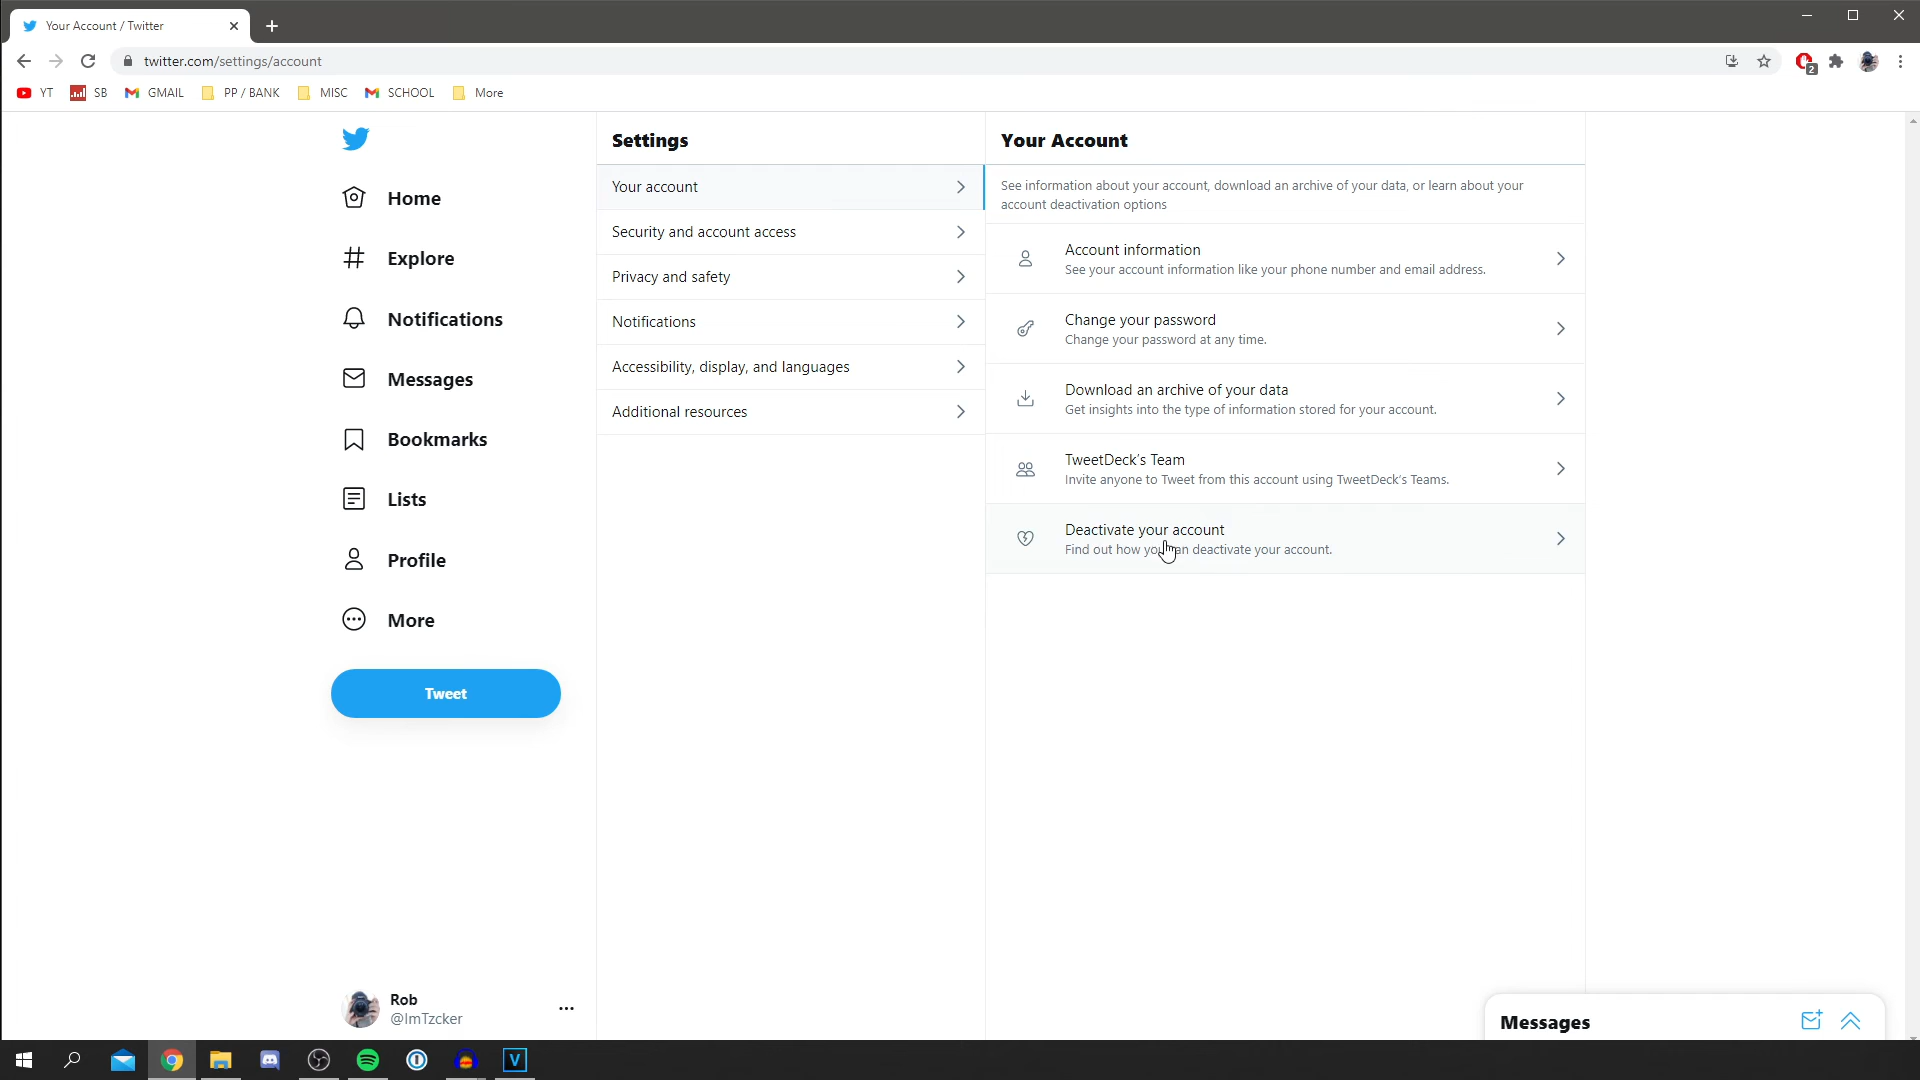 Your Account / Twitter
twitter.com/settings/account
2
YT
SB
GMAIL
PP / BANK
MISC
SCHOOL
More
Home
Explore
Notifications
Messages
Bookmarks
Lists
Profile
More
Tweet
Rob
@ImTzcker
Settings
Your account
Security and account access
Privacy and safety
Notifications
Accessibility, display, and languages
Additional resources
Your Account
See information about your account, download an archive of your data, or learn about your
account deactivation options
Account information
See your account information like your phone number and email address.
Change your password
Change your password at any time.
Download an archive of your data
Get insights into the type of information stored for your account.
TweetDeck's Team
Invite anyone to Tweet from this account using TweetDeck's Teams.
Deactivate your account
Find out how you can deactivate your account.
Messages
V